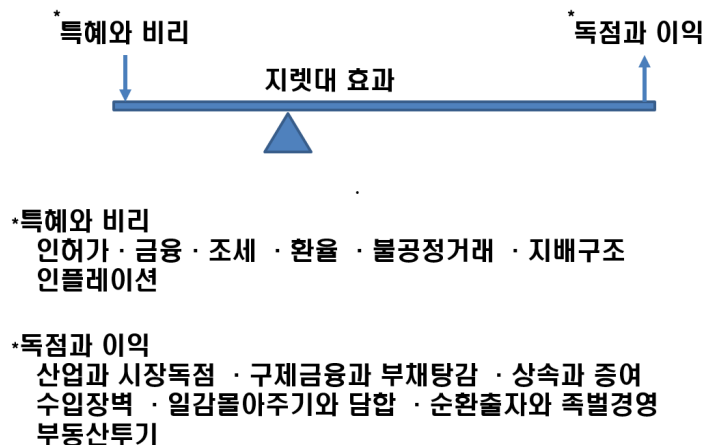 *특혜와 비리 *독점과 이익
지렛대 효과
*특혜와 비리
인허가 · 금융 · 조세 · 환율 · 불공정거래 · 지배구조
인플레이션
*독점과 이익
산업과 시장독점 · 구제금융과 부채탕감 · 상속과 증여
수입장벽 · 일감몰아주기와 담합 · 순환출자와 족벌경영
부동산투기